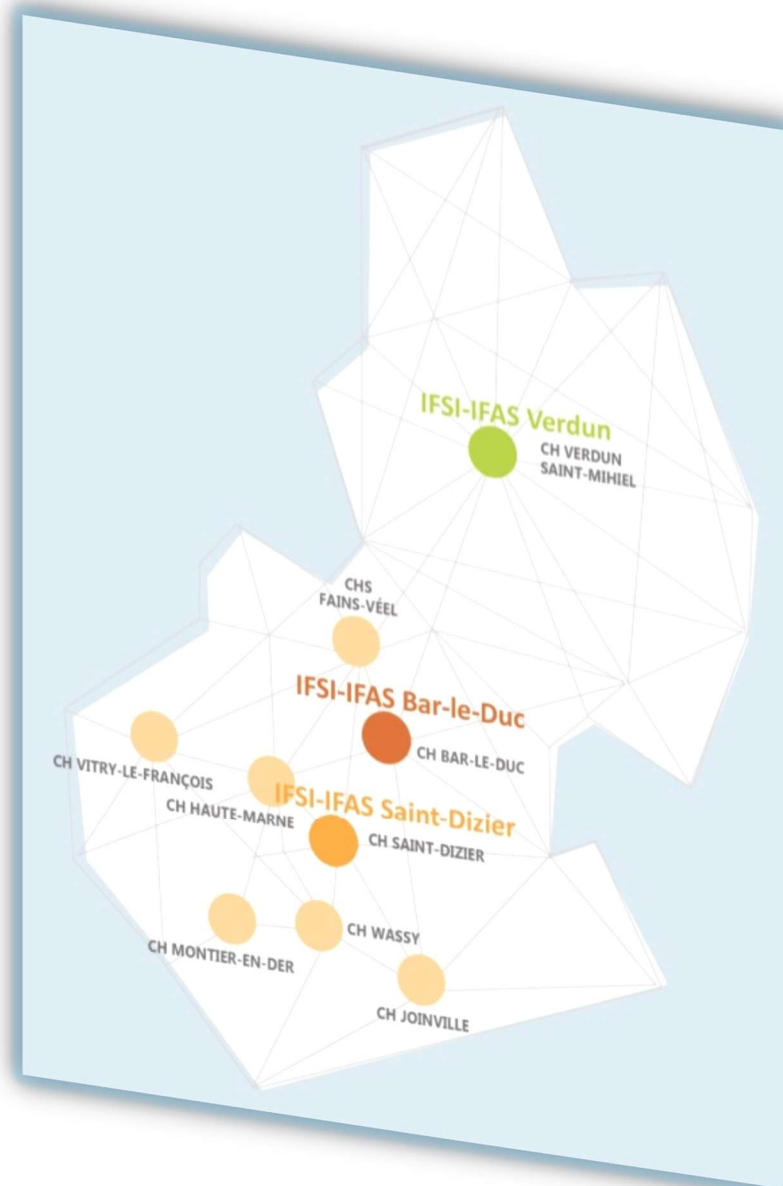 IFSI-IFAS Verdun
CH VERDUN
SAINT-MIHIEL
CHS
FAINS-VÉEL
IFSI-IFAS Bar-le-Duc
CH BAR-LE-DUC
CH VITRY-LE-FRANÇOIS
IFSI-IFAS Saint-Dizier
CH HAUTE-MARNE
CH SAINT-DIZIER
CH WASSY
CH MONTIER-EN-DER
CH JOINVILLE